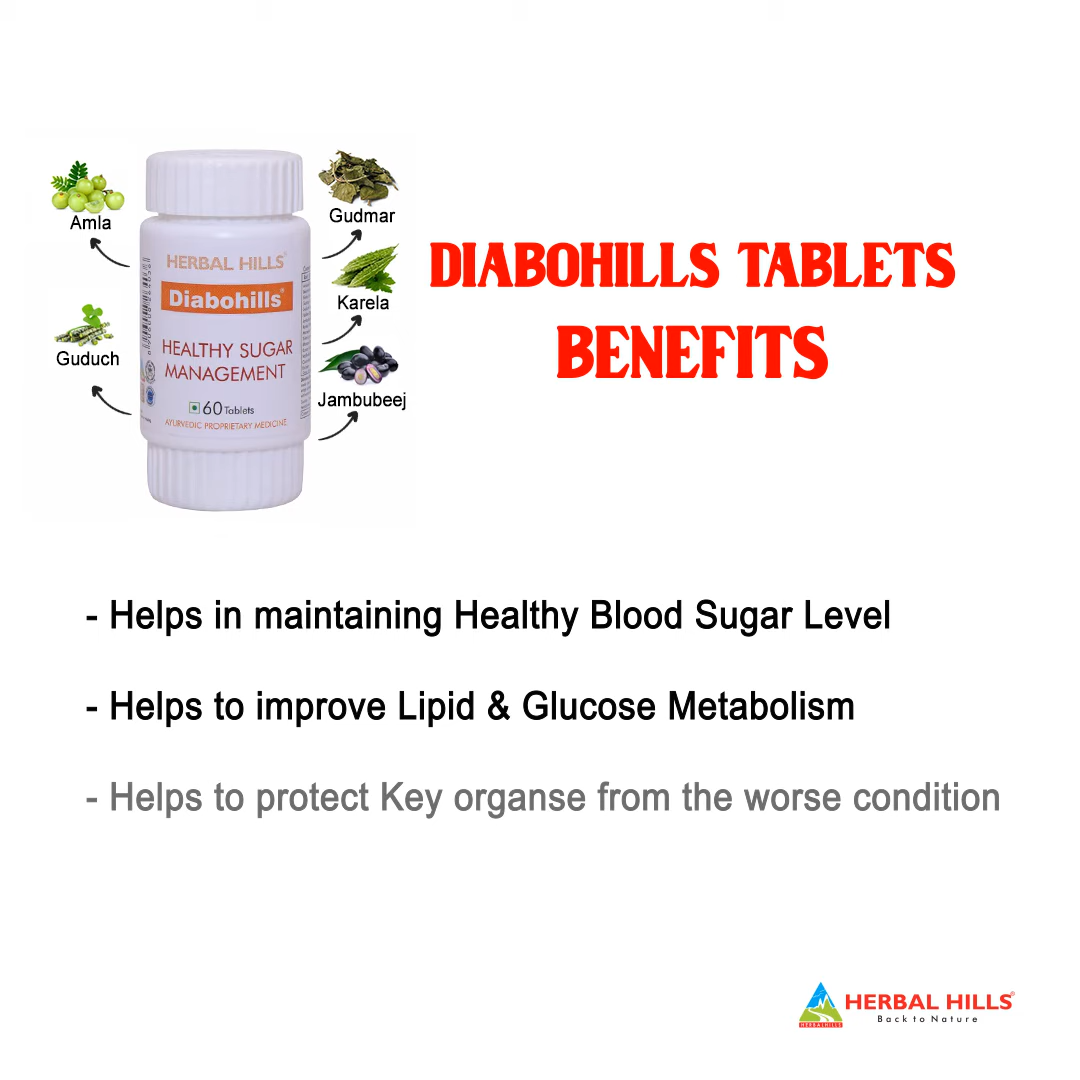 Amla
Guduch
Gudmar
Karela
Jambubeej
HERBAL HILLS®
Diabohills®
HEALTHY SUGAR
MANAGEMENT
60 Tablets
AYURVEDIC PROPRIETARY MEDICINE
DIABOHILLS TABLETS
BENEFITS
- Helps in maintaining Healthy Blood Sugar Level
- Helps to improve Lipid & Glucose Metabolism
- Helps to protect Key organse from the worse condition
HERBALHILLS
HERBAL HILLS®
Back to Nature